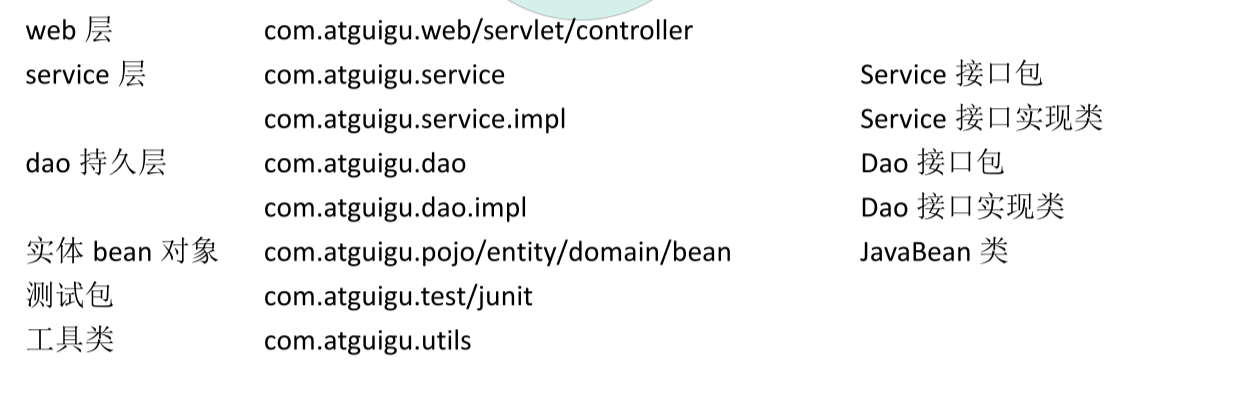 web 层 com.atguigu.web/servlet/controller
service 层 com.atguigu.service Service 接口包
com.atguigu.service.impl Service 接口实现类
dao 持久层 com.atguigu.dao Dao 接口包
com.atguigu.dao.impl Dao 接口实现类
实体 bean 对象 com.atguigu.pojo/entity/domain/bean JavaBean 类
测试包 com.atguigu.test/junit
工具类 com.atguigu.utils